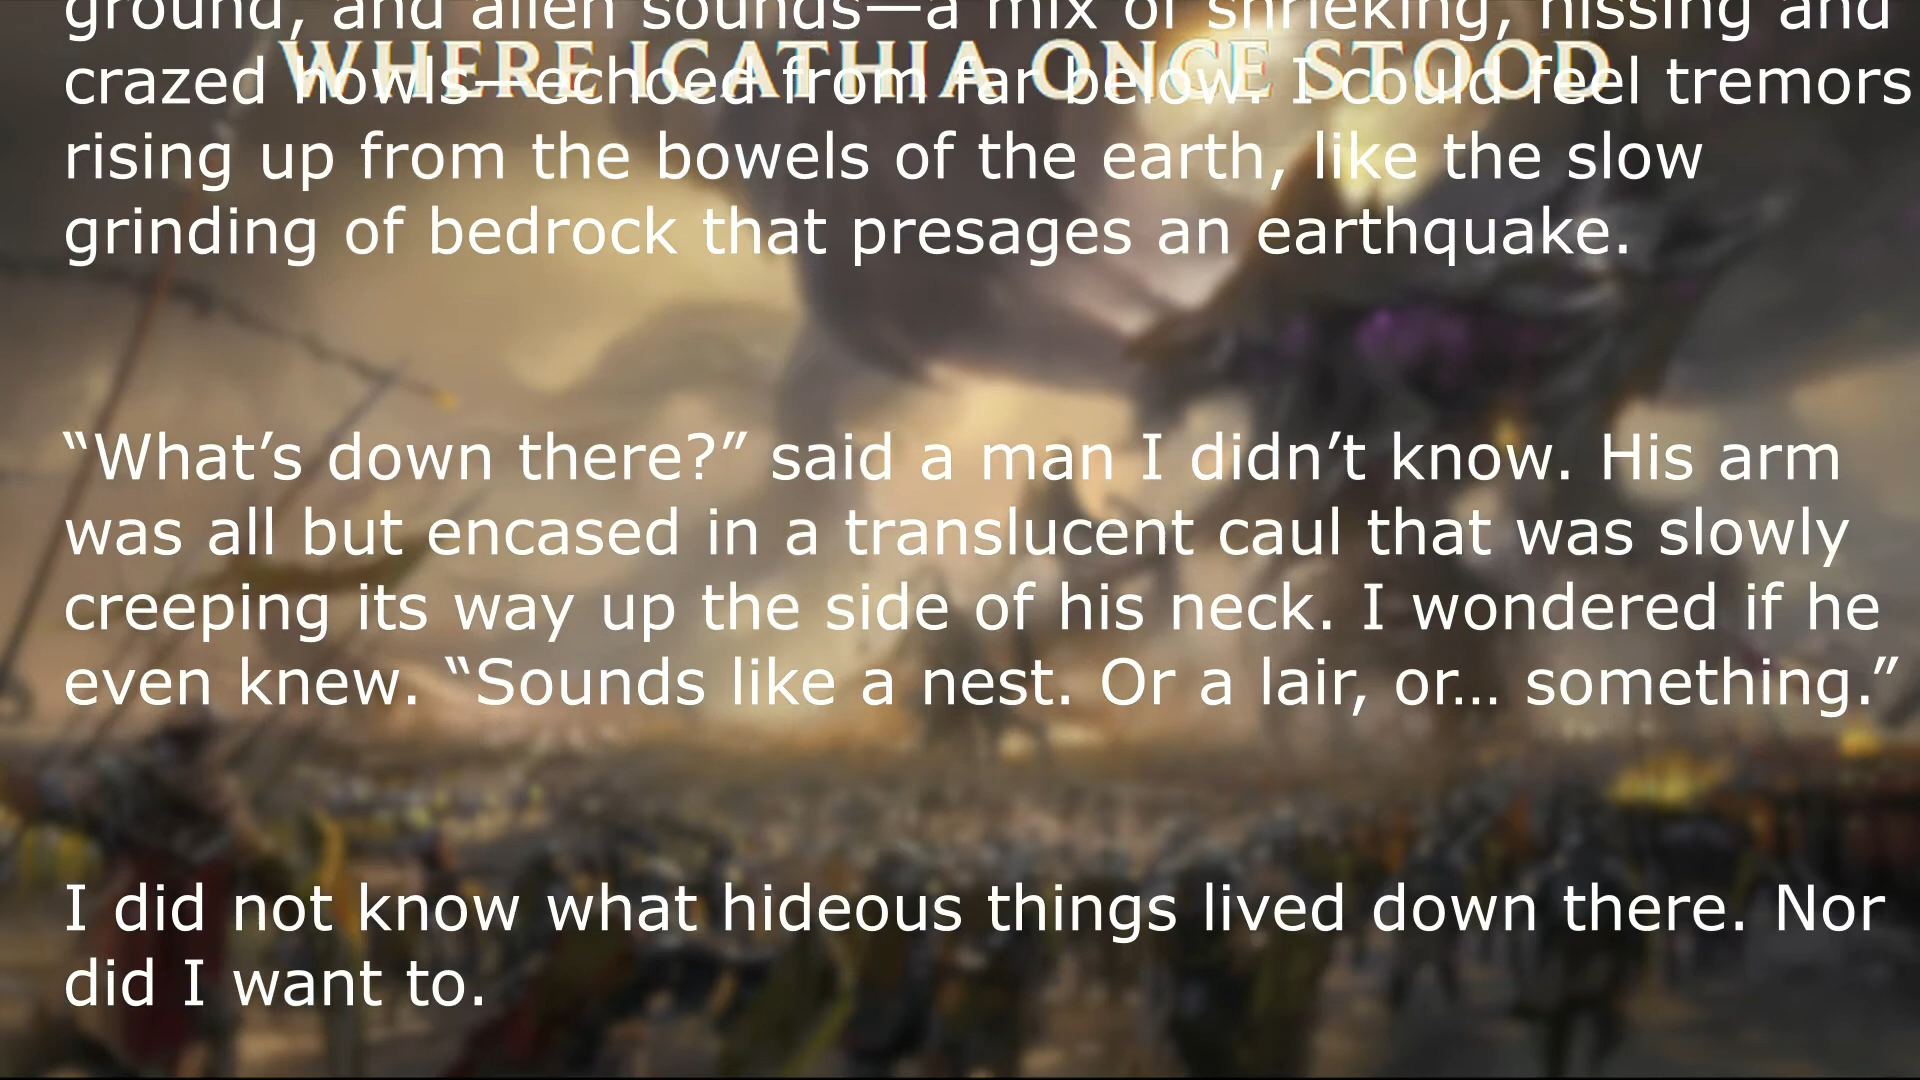 ground, and alien sounds—a mix of shrieking, hissing and
WHERE ICATHIA ONCE STOOD
crazed howls—echoed from far below. I could feel tremors
rising up from the bowels of the earth, like the slow
grinding of bedrock that presages an earthquake.
“What’s down there?” said a man I didn’t know. His arm
was all but encased in a translucent caul that was slowly
creeping its way up the side of his neck. I wondered if he
even knew. “Sounds like a nest. Or a lair, or… something.”
I did not know what hideous things lived down there. Nor
did I want to.